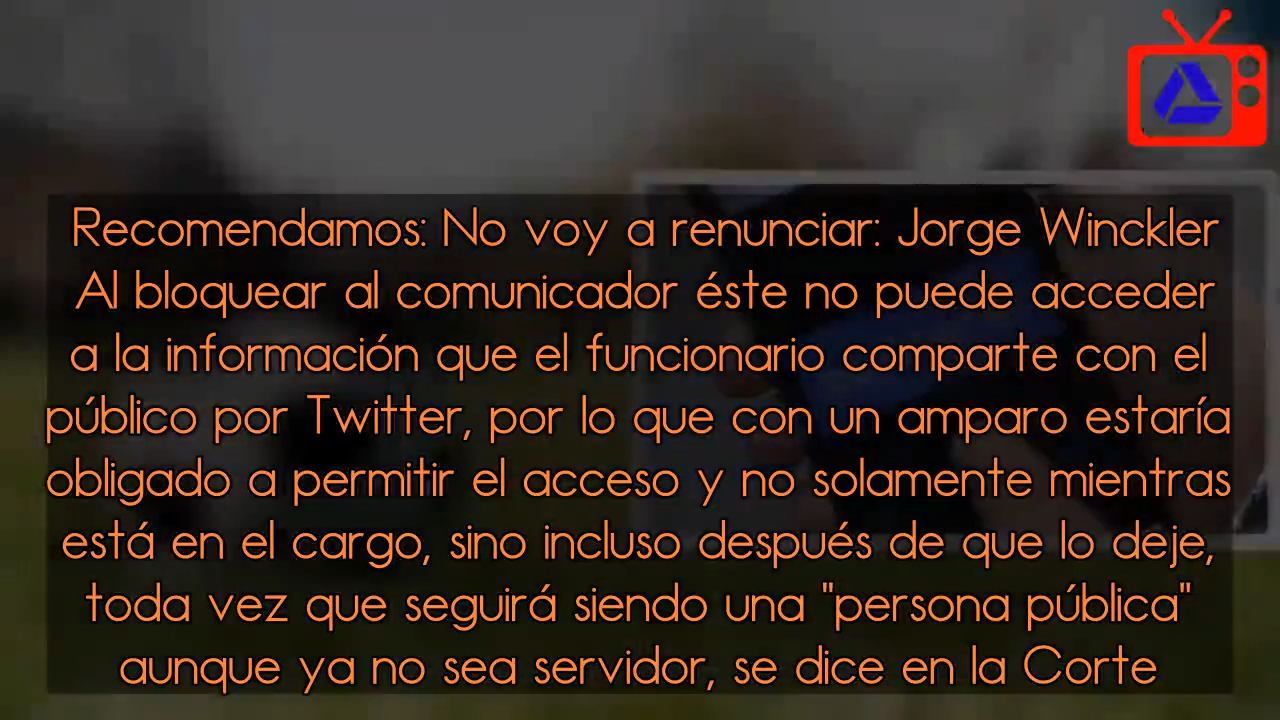 Recomendamos: No voy a renunciar: Jorge Winckler
Al bloquear al comunicador éste no puede acceder
a la información que el funcionario comparte con el
público por Twitter, por lo que con un amparo estaría
obligado a permitir el acceso y no solamente mientras
está en el cargo, sino incluso después de que lo deje,
toda vez que seguirá siendo una "persona pública"
aunque ya no sea servidor, se dice en la Corte